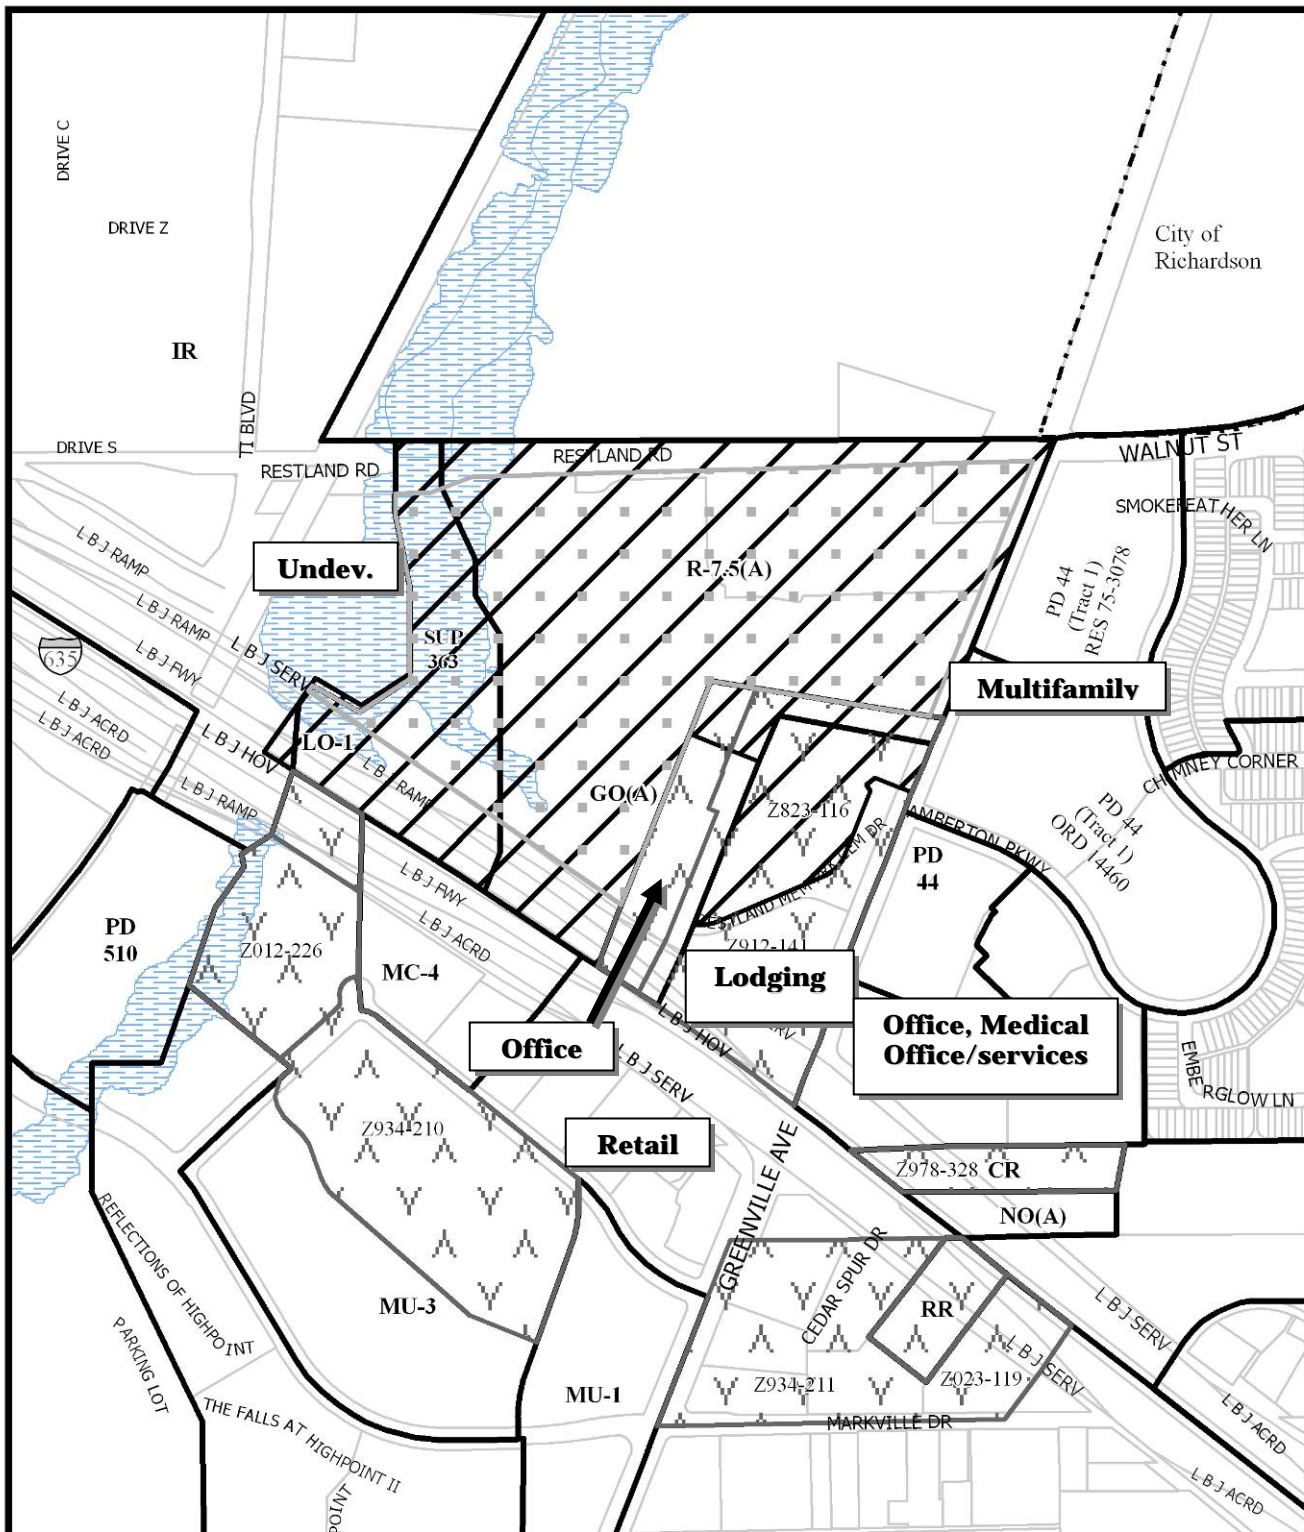 DRIVE C
DRIVE Z
City of
Richardson
IR
TI BLVD
DRIVE S
RESTLAND RD
RESTLAND RD
WALNUT ST
SMOKEFEATHER LN
L B J RAMP
Undev.
R-7.5(A)
PD 44
(Tract 1)
RES 75-3078
L B J RAMP
635
L B J FWY
L B J SERV
SUP
363
Multifamily
L B J ACRD
L B J ACRD
L B J HOV
LO-1
L B J RAMP
L B J RAMP
GO(A)
Z823-116
CHIMNEY CORNER
AMBERTON PKWY
PD 44
(Tract 1)
ORD 14460
PD
44
L B J FWY
L B J ACRD
RESTLAND MEM PARK MEM DR
PD
510
Z012-226
MC-4
Z912-141
Lodging
Office
L B J HOV
Office, Medical
Office/services
L B J SERV
EMBERGLOW LN
Z934-210
Retail
GREENVILLE AVE
Z978-328 CR
NO(A)
REFLECTIONS OF HIGHPOINT
PARKING LOT
MU-3
CEDAR SPUR DR
RR
L B J SERV
L B J SERV
MU-1
Z934-211
Z023-119
MARKVILLE DR
THE FALLS AT HIGHPOINT II
POINT
L B J ACRD
L B J ACRD